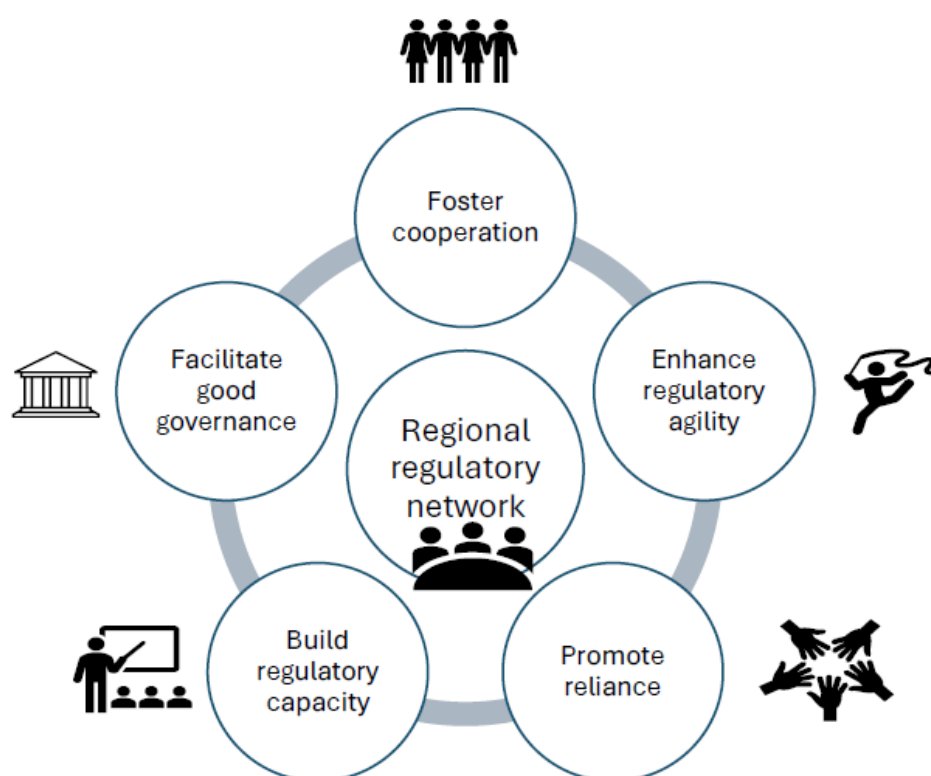 Foster
cooperation
Facilitate
good
governance
Enhance
regulatory
agility
Regional
regulatory
network
Build
regulatory
capacity
Promote
reliance